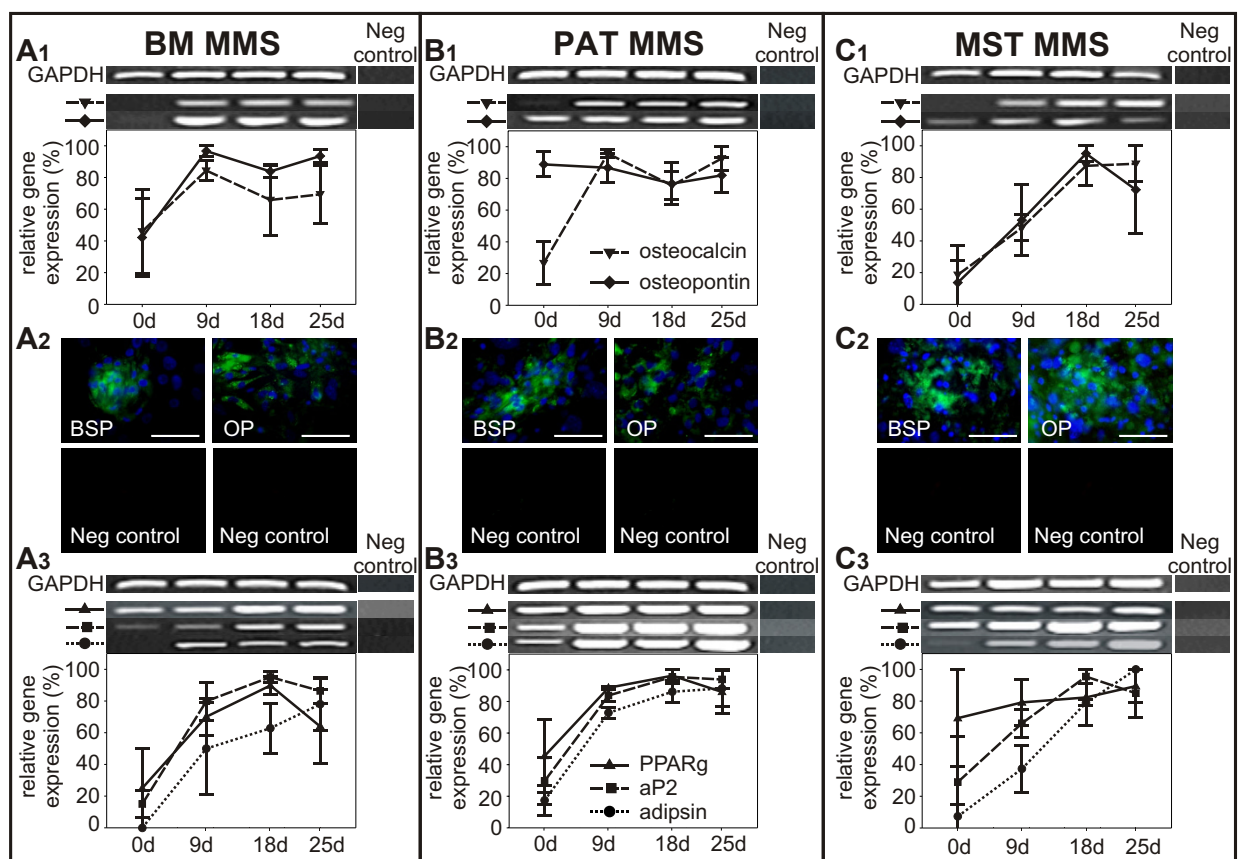 A1 BM MMS Neg control
GAPDH
relative gene expression (%)
100
80
60
40
20
0
0d 9d 18d 25d
A2
BSP OP
Neg control Neg control
A3 Neg control
GAPDH
relative gene expression (%)
100
80
60
40
20
0
0d 9d 18d 25d
B1 PAT MMS Neg control
GAPDH
relative gene expression (%)
100
80
60
40
20
0
osteocalcin
osteopontin
0d 9d 18d 25d
B2
BSP OP
Neg control Neg control
B3 Neg control
GAPDH
relative gene expression (%)
100
80
60
40
20
0
PPARg
aP2
adipsin
0d 9d 18d 25d
C1 MST MMS Neg control
GAPDH
relative gene expression (%)
100
80
60
40
20
0
0d 9d 18d 25d
C2
BSP OP
Neg control Neg control
C3 Neg control
GAPDH
relative gene expression (%)
100
80
60
40
20
0
0d 9d 18d 25d